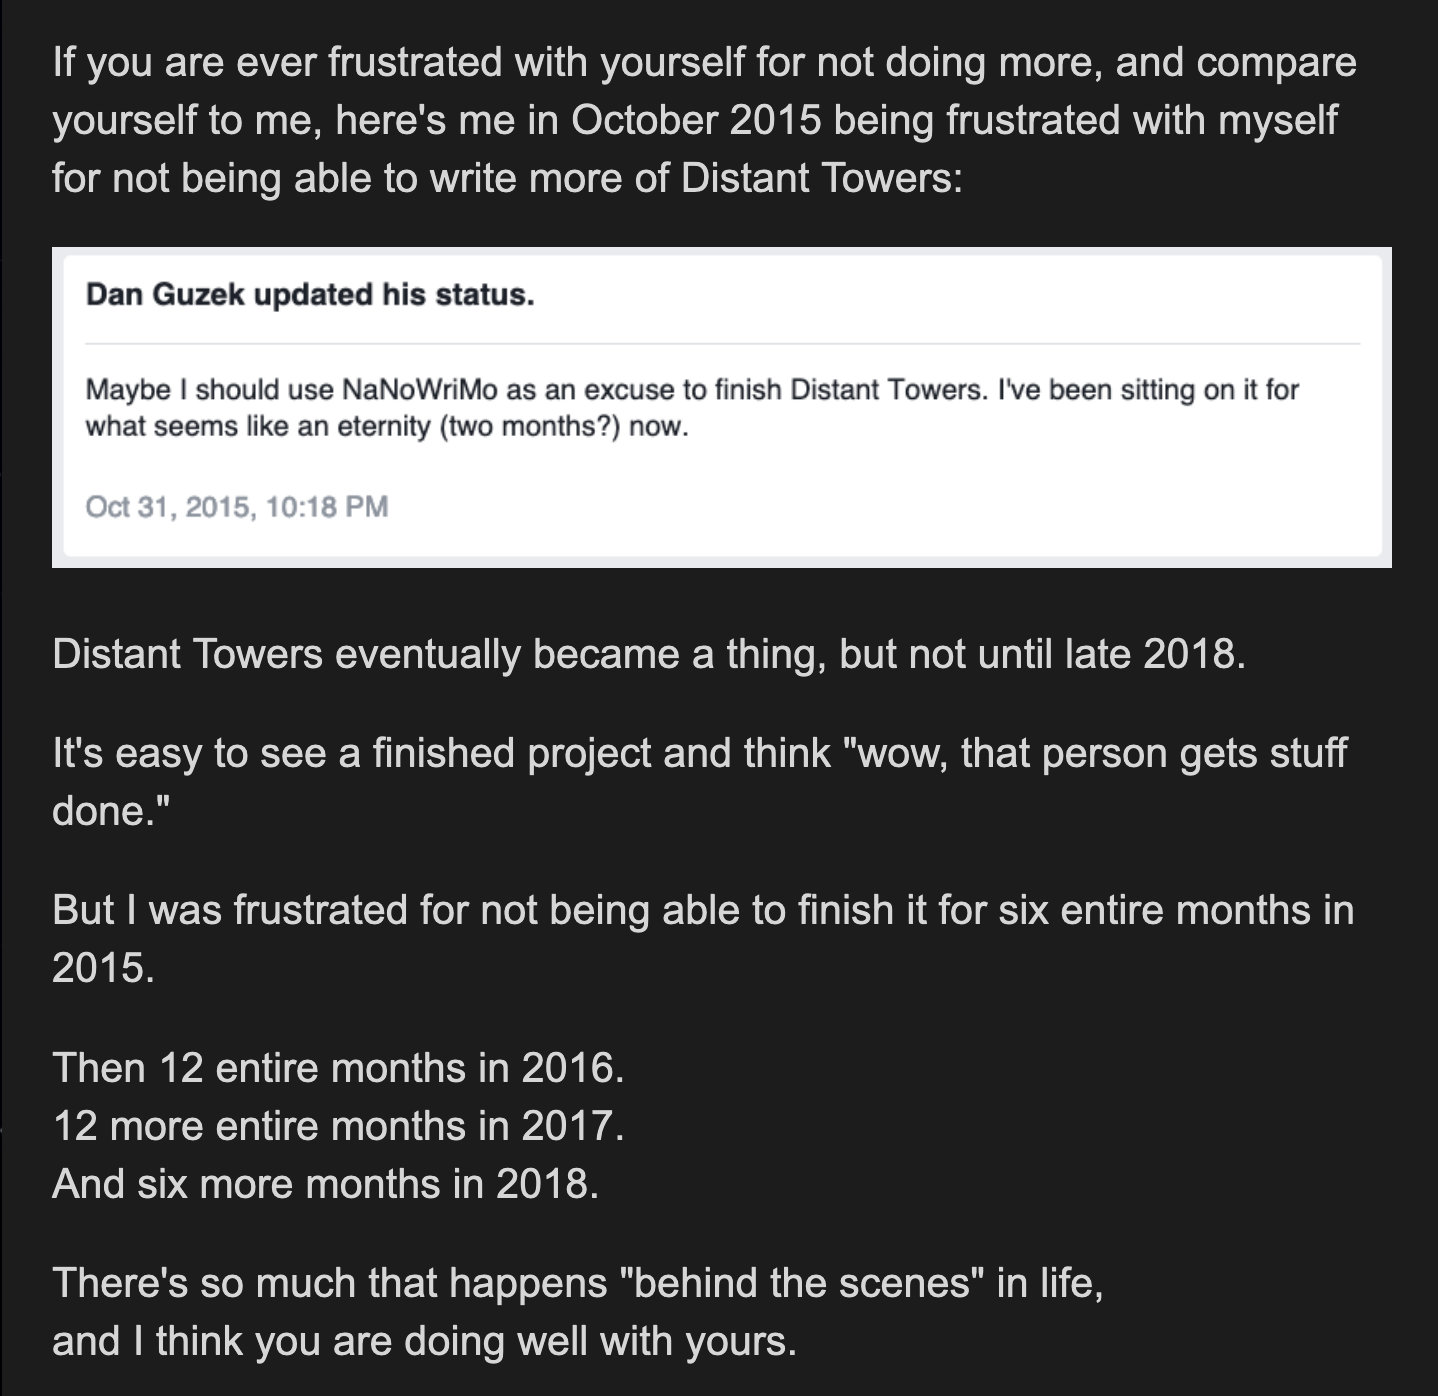 If you are ever frustrated with yourself for not doing more, and compare
yourself to me, here's me in October 2015 being frustrated with myself
for not being able to write more of Distant Towers:
Dan Guzek updated his status.
Maybe I should use NaNoWriMo as an excuse to finish Distant Towers. I've been sitting on it for
what seems like an eternity (two months?) now.
Oct 31, 2015, 10:18 PM
Distant Towers eventually became a thing, but not until late 2018.
It's easy to see a finished project and think "wow, that person gets stuff
done."
But I was frustrated for not being able to finish it for six entire months in
2015.
Then 12 entire months in 2016.
12 more entire months in 2017.
And six more months in 2018.
There's so much that happens "behind the scenes" in life,
and I think you are doing well with yours.